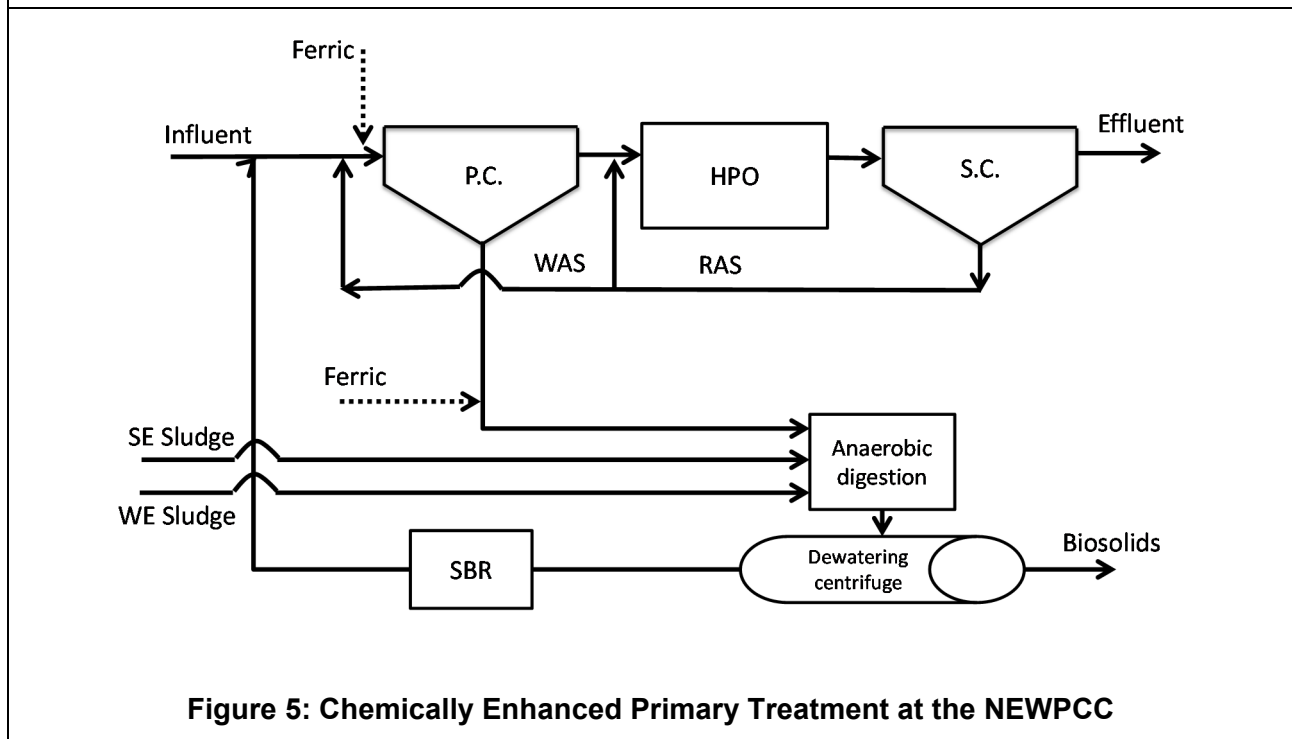 Ferric
Influent
P.C.
HPO
S.C.
Effluent
WAS
RAS
Ferric
SE Sludge
WE Sludge
Anaerobic
digestion
SBR
Dewatering
centrifuge
Biosolids
Figure 5: Chemically Enhanced Primary Treatment at the NEWPCC